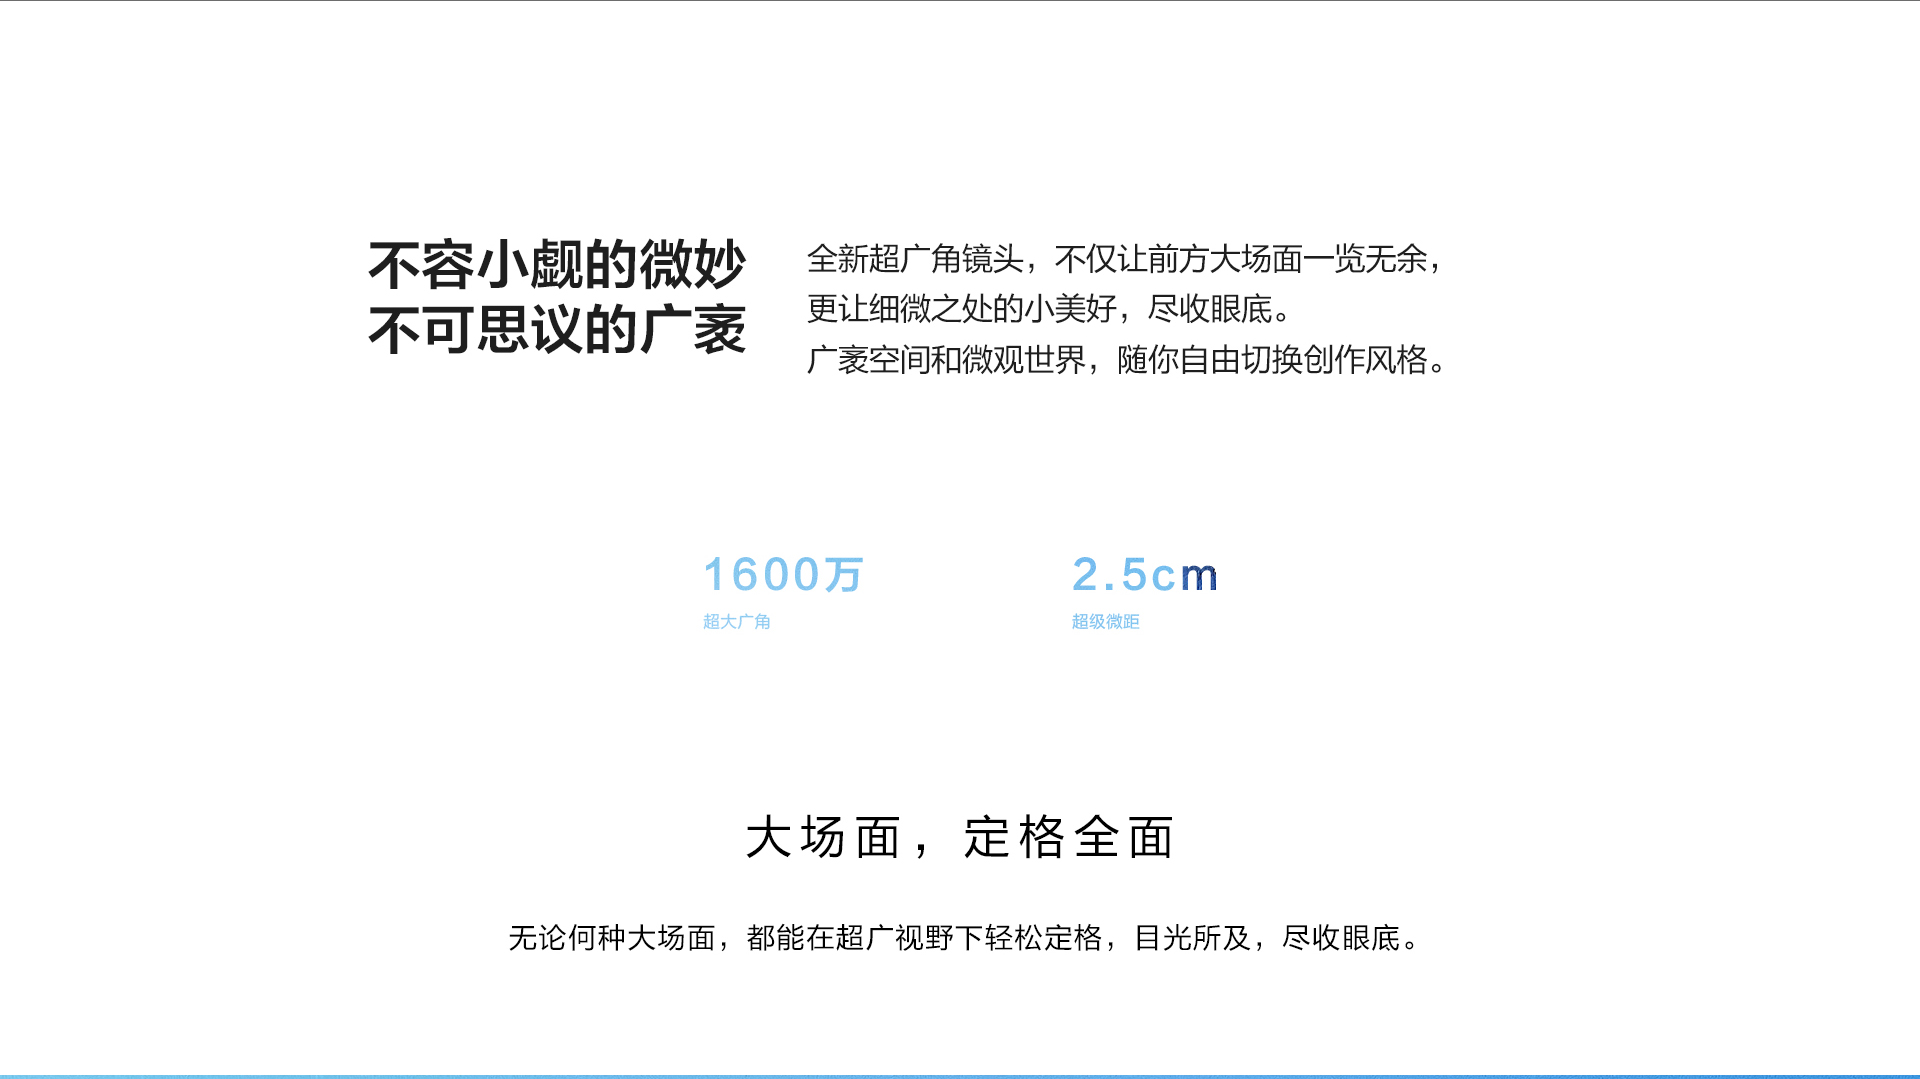 不容小觑的微妙
不可思议的广袤
全新超广角镜头，不仅让前方大场面一览无余，
更让细微之处的小美好，尽收眼底。
广袤空间和微观世界，随你自由切换创作风格。
1600万
超大广角
2.5cm
超级微距
大场面，定格全面
无论何种大场面，都能在超广视野下轻松定格，目光所及，尽收眼底。